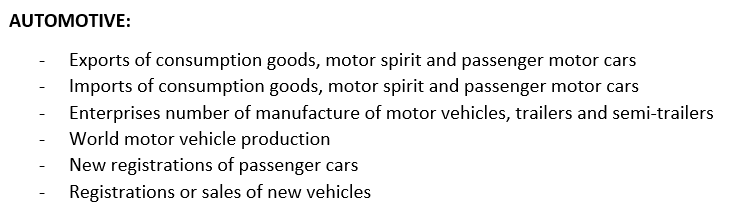 AUTOMOTIVE:
- Exports of consumption goods, motor spirit and passenger motor cars
- Imports of consumption goods, motor spirit and passenger motor cars
- Enterprises number of manufacture of motor vehicles, trailers and semi-trailers
- World motor vehicle production
- New registrations of passenger cars
- Registrations or sales of new vehicles